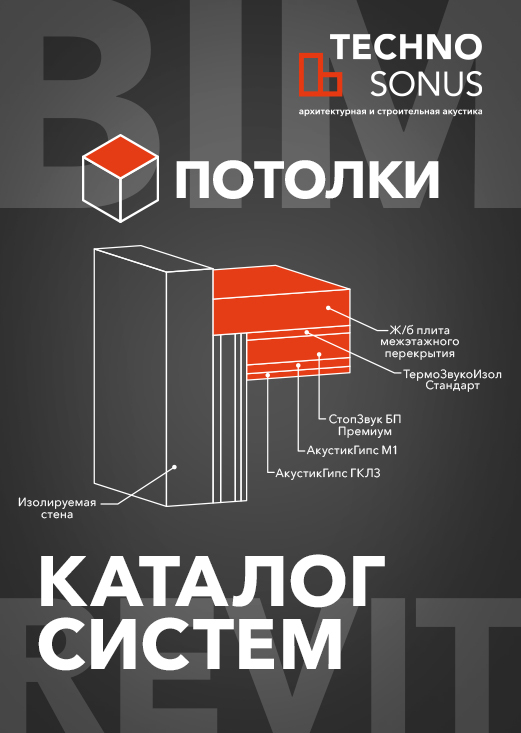 BIM
TECHNO
SONUS
архитектурная и строительная акустика
ПОТОЛКИ
Ж/б плита
межэтажного
перекрытия
ТермоЗвукоИзол
Стандарт
СтопЗвук БП
Премиум
АкустикГипс М1
АкустикГипс ГКЛЗ
Изолируемая
стена
КАТАЛОГ
СИСТЕМ
REVIT